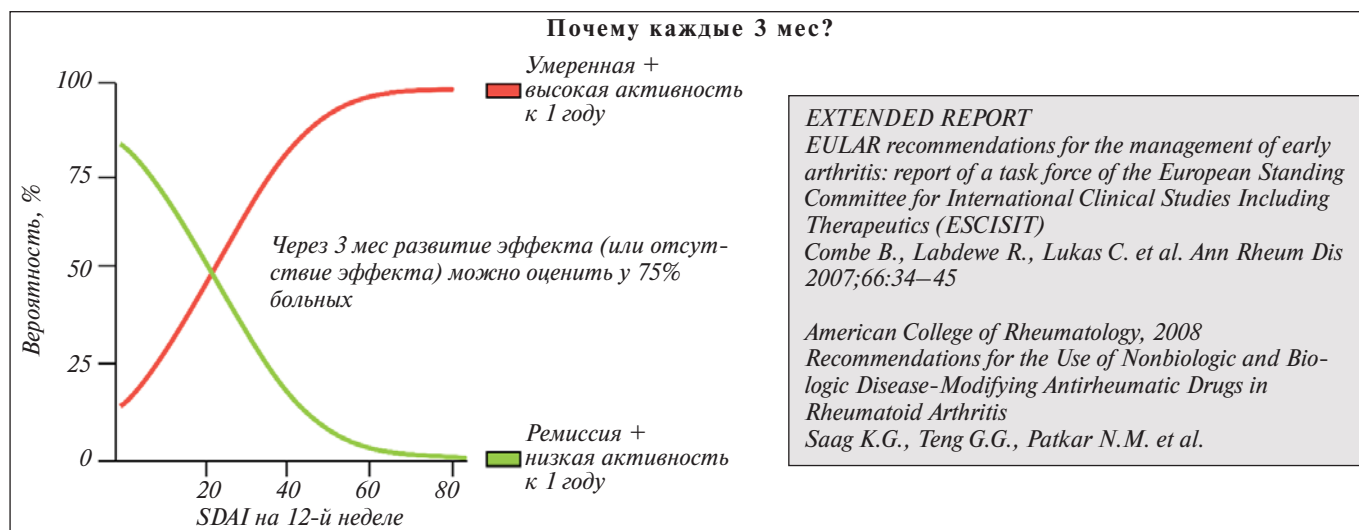 Почему каждые 3 мес?
Умеренная +
высокая активность
к 1 году
100
75
50
25
0
Вероятность, %
Через 3 мес развитие эффекта (или отсут-
ствие эффекта) можно оценить у 75%
больных
Ремиссия +
низкая активность
к 1 году
20 40 60 80
SDAI на 12-й неделе
EXTENDED REPORT
EULAR recommendations for the management of early
arthritis: report of a task force of the European Standing
Committee for International Clinical Studies Including
Therapeutics (ESCISIT)
Combe B., Labdewe R., Lukas C. et al. Ann Rheum Dis
2007;66:34—45
American College of Rheumatology, 2008
Recommendations for the Use of Nonbiologic and Bio-
logic Disease-Modifying Antirheumatic Drugs in
Rheumatoid Arthritis
Saag K.G., Teng G.G., Patkar N.M. et al.